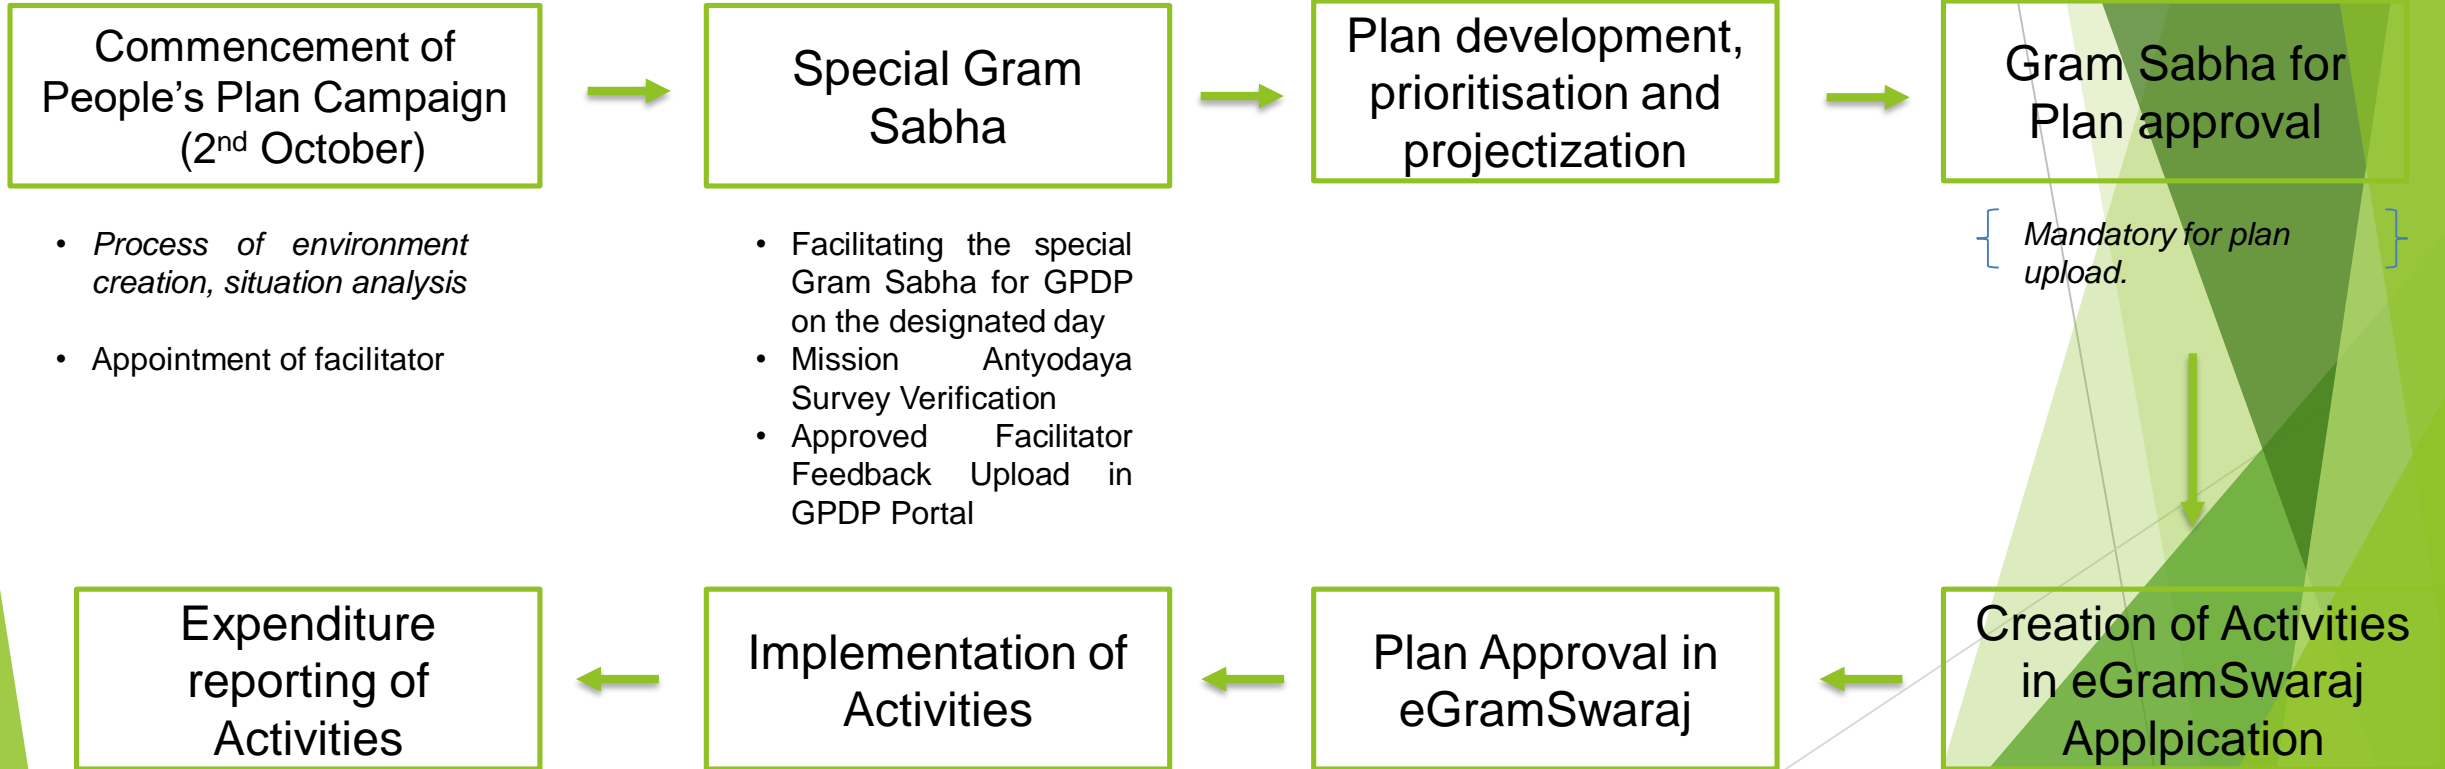 Commencement of
People’s Plan Campaign
(2nd October)
Special Gram
Sabha
Plan development,
prioritisation and
projectization
Gram Sabha for
Plan approval
• Process of environment
creation, situation analysis
• Appointment of facilitator
• Facilitating the special
Gram Sabha for GPDP
on the designated day
• Mission Antyodaya
Survey Verification
• Approved Facilitator
Feedback Upload in
GPDP Portal
Mandatory for plan
upload.
Expenditure
reporting of
Activities
Implementation of
Activities
Plan Approval in
eGramSwaraj
Creation of Activities
in eGramSwaraj
Applpication